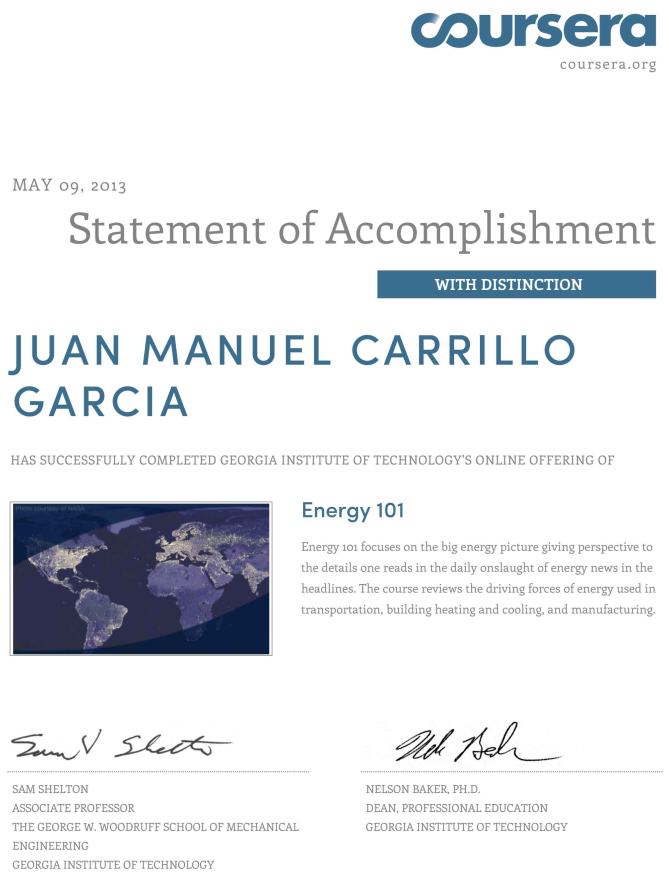 coursera
coursera.org
MAY 09, 2013
Statement of Accomplishment
WITH DISTINCTION
JUAN MANUEL CARRILLO
GARCIA
HAS SUCCESSFULLY COMPLETED GEORGIA INSTITUTE OF TECHNOLOGY'S ONLINE OFFERING OF
Photo courtesy of NASA
Energy 101
Energy 101 focuses on the big energy picture giving perspective to
the details one reads in the daily onslaught of energy news in the
headlines. The course reviews the driving forces of energy used in
transportation, building heating and cooling, and manufacturing.
Sam V Shelton
SAM SHELTON
ASSOCIATE PROFESSOR
THE GEORGE W. WOODRUFF SCHOOL OF MECHANICAL
ENGINEERING
GEORGIA INSTITUTE OF TECHNOLOGY
NELSON BAKER, PH.D.
DEAN, PROFESSIONAL EDUCATION
GEORGIA INSTITUTE OF TECHNOLOGY